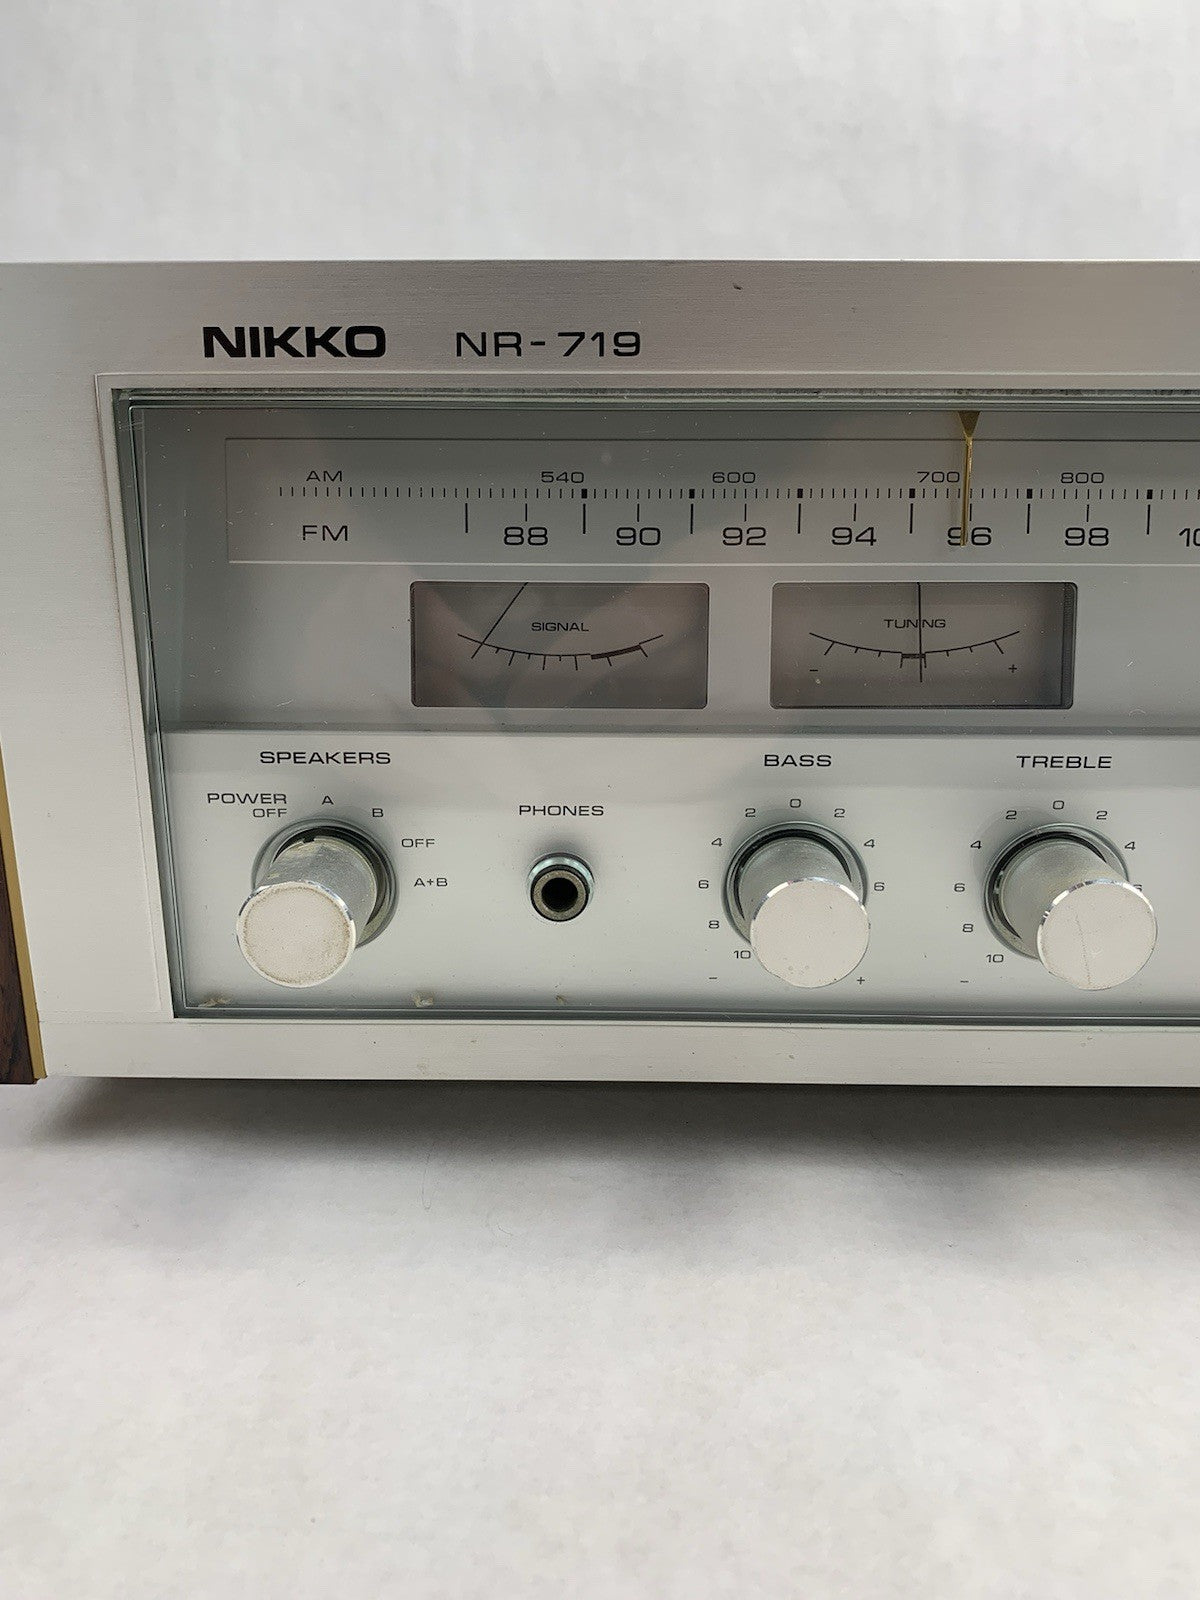 NIKKO NR-719
AM 540 600 700 800
FM 88 90 92 94 96 98
SIGNAL TUNING
- +
SPEAKERS BASS TREBLE
POWER OFF A B OFF A+B
PHONES
10 8 6 4 2 0 2 4 6
- +
10 8 6 4 2 0 2 4
-